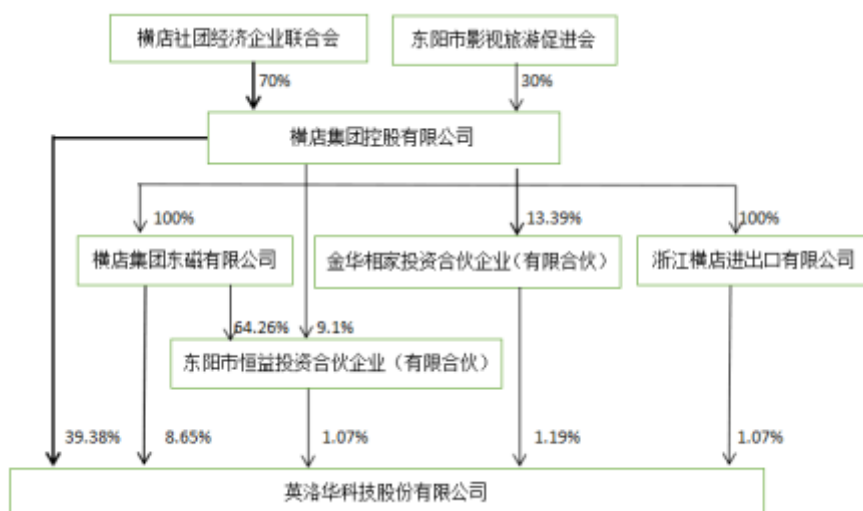 横店社团经济企业联合会
东阳市影视旅游促进会
70%
30%
横店集团控股有限公司
100%
13.39%
100%
横店集团东磁有限公司
金华相家投资合伙企业(有限合伙)
浙江横店进出口有限公司
64.26%
9.1%
东阳市恒益投资合伙企业（有限合伙）
39.38%
8.65%
1.07%
1.19%
1.07%
英洛华科技股份有限公司